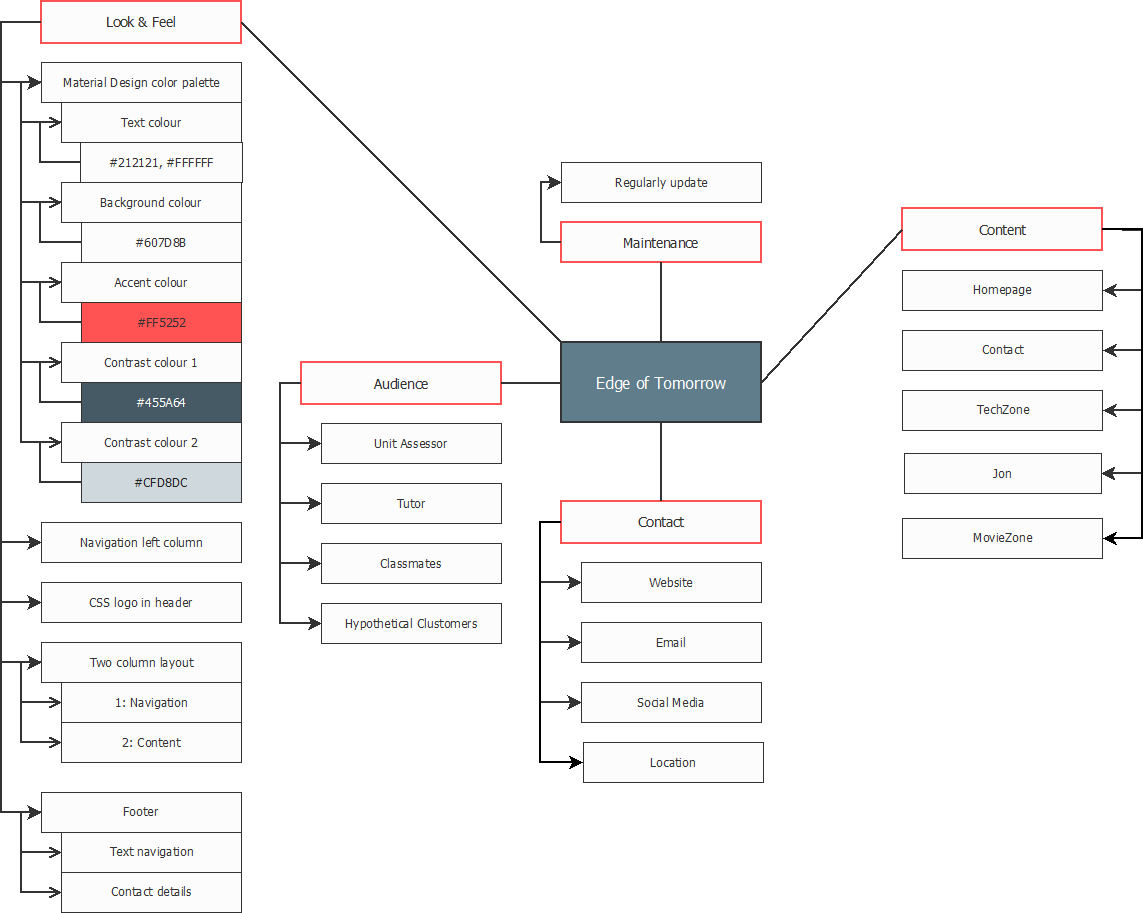 Look & Feel
Material Design color palette
Text colour
#212121, #FFFFFF
Background colour
#607D8B
Accent colour
#FF5252
Contrast colour 1
#455A64
Contrast colour 2
#CFD8DC
Navigation left column
CSS logo in header
Two column layout
1: Navigation
2: Content
Footer
Text navigation
Contact details
Regularly update
Maintenance
Edge of Tomorrow
Audience
Unit Assessor
Tutor
Classmates
Hypothetical Clustomers
Contact
Website
Email
Social Media
Location
Content
Homepage
Contact
TechZone
Jon
MovieZone